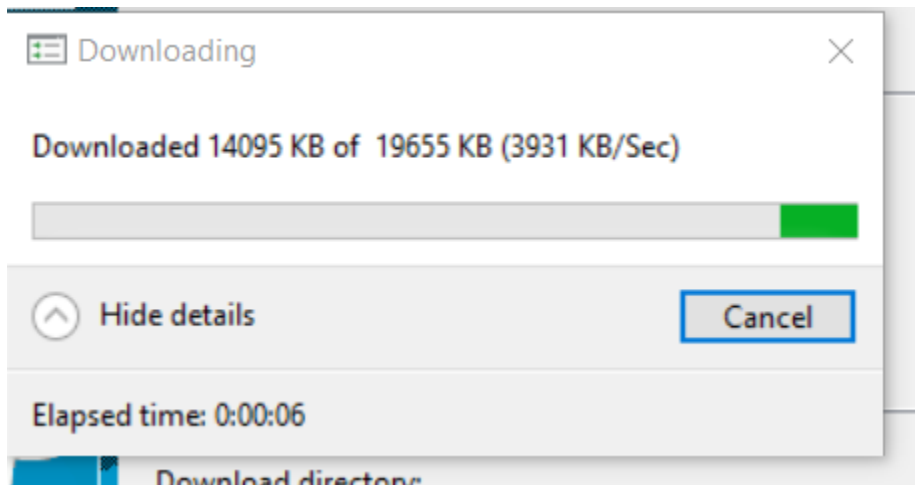 Downloading
Downloaded 14095 KB of 19655 KB (3931 KB/Sec)
Hide details
Cancel
Elapsed time: 0:00:06
Download directory: